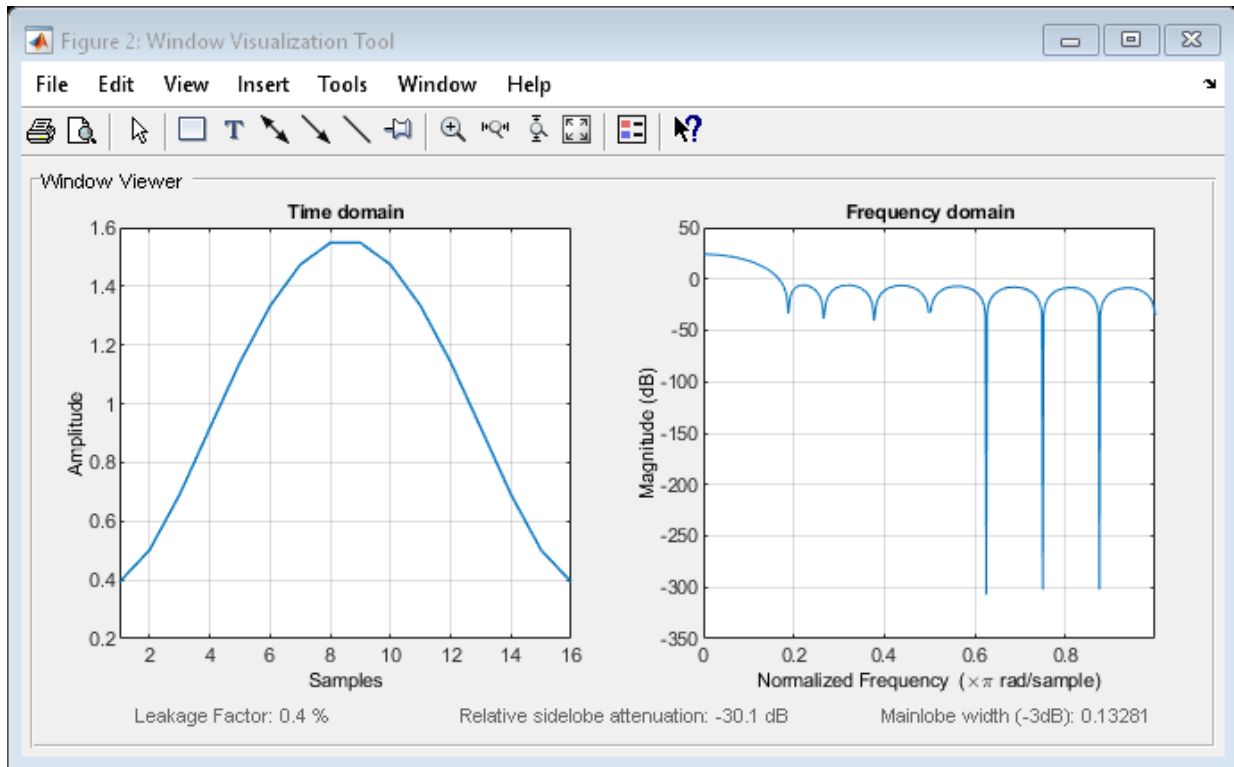 Figure 2: Window Visualization Tool
File Edit View Insert Tools Window Help
T
?
Window Viewer
Time domain
1.6
1.4
1.2
1
0.8
0.6
0.4
0.2
Amplitude
2 4 6 8 10 12 14 16
Samples
Frequency domain
50
0
-50
-100
-150
-200
-250
-300
-350
Magnitude (dB)
0 0.2 0.4 0.6 0.8
Normalized Frequency (×π rad/sample)
Leakage Factor: 0.4 %
Relative sidelobe attenuation: -30.1 dB
Mainlobe width (-3dB): 0.13281